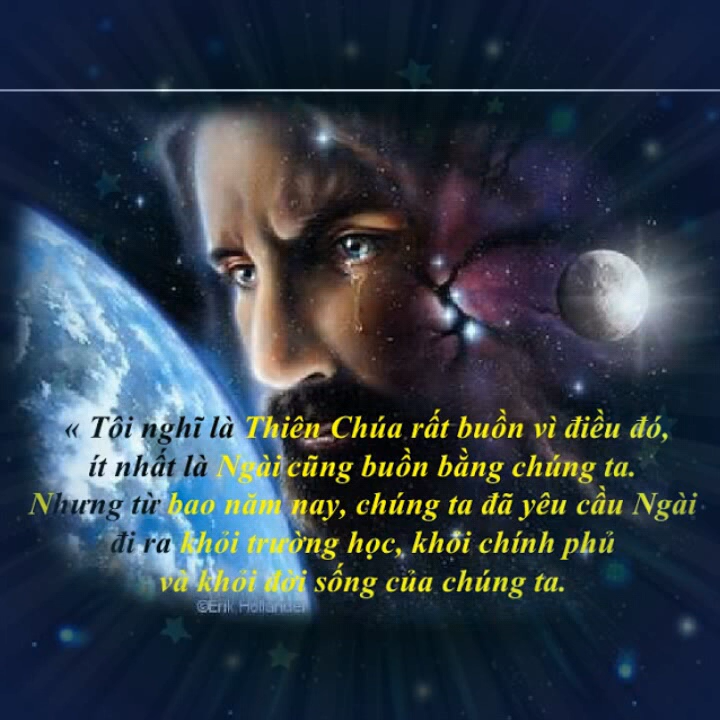 « Tôi nghĩ là Thiên Chúa rất buồn vì điều đó,
ít nhất là Ngài cũng buồn bằng chúng ta.
Nhưng từ bao năm nay, chúng ta đã yêu cầu Ngài
đi ra khỏi trường học, khỏi chính phủ
và khỏi đời sống của chúng ta.
©Erik Hollander